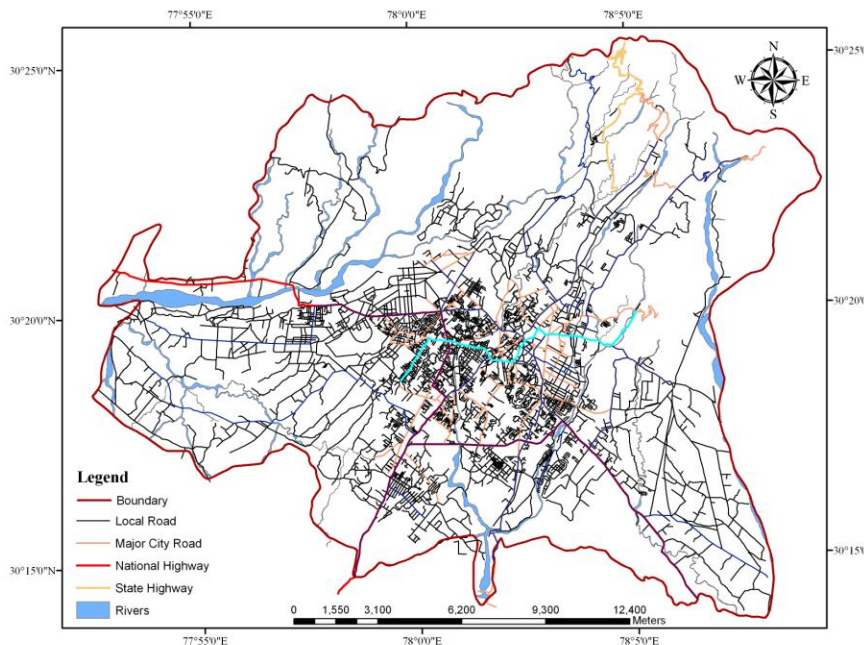 77°55'0"E 78°0'0"E 78°5'0"E
30°25'0"N
30°25'0"N
N
W E
S
30°20'0"N
30°20'0"N
Legend
Boundary
Local Road
Major City Road
National Highway
State Highway
Rivers
30°15'0"N
30°15'0"N
0 1,550 3,100 6,200 9,300 12,400
Meters
77°55'0"E 78°0'0"E 78°5'0"E